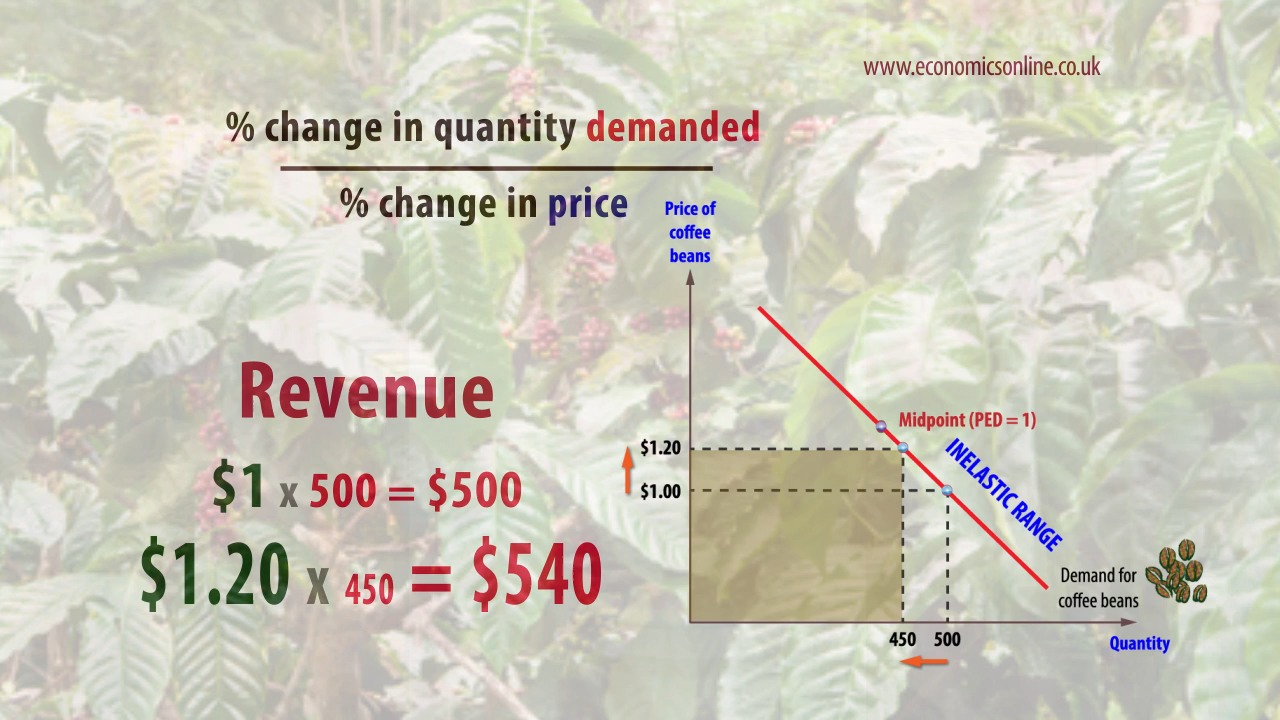 www.economicsonline.co.uk
% change in quantity demanded
% change in price
Revenue
$1 x 500 = $500
$1.20 x 450 = $540
Price of
coffee
beans
$1.20
$1.00
Midpoint (PED = 1)
INELASTIC RANGE
Demand for
coffee beans
450 500
Quantity